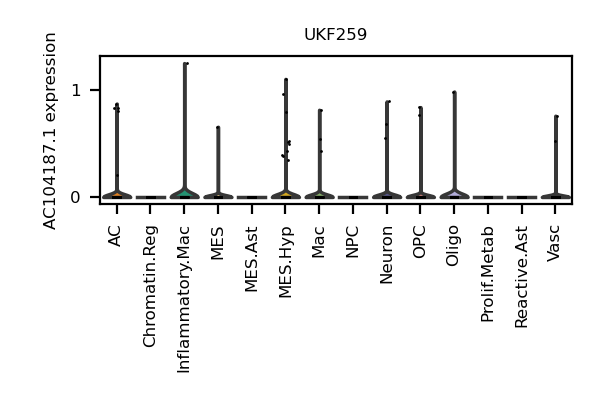 UKF259
AC104187.1 expression
1
0
AC
Chromatin.Reg
Inflammatory.Mac
MES
MES.Ast
MES.Hyp
Mac
NPC
Neuron
OPC
Oligo
Prolif.Metab
Reactive.Ast
Vasc